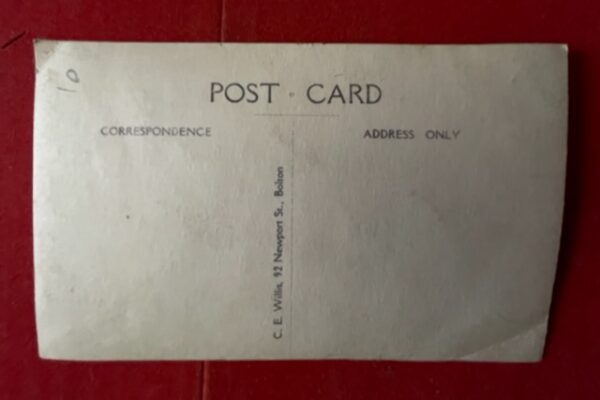 10
POST CARD
CORRESPONDENCE
ADDRESS ONLY
C. E. Willis, 92 Newport St., Bolton